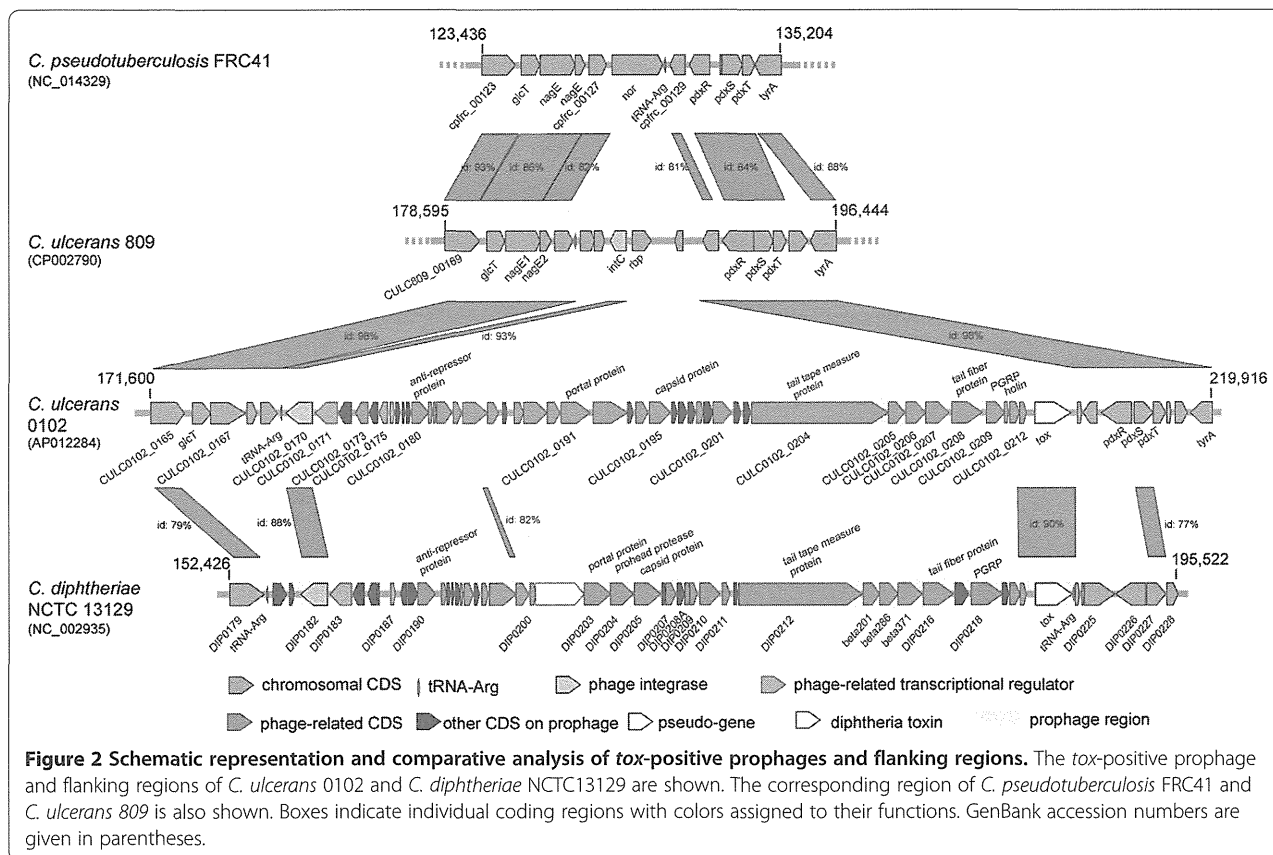 123,436
135,204
C. pseudotuberculosis FRC41
(NC_014329)
cpfrc_00123
glcT
nagE
nagE
cpfrc_00127
nor
tRNA-Arg
cpfrc_00129
pdxR
pdxS
pdxT
tyrA
id: 93%
id: 82%
id: 81%
id: 84%
id: 88%
178,595
196,444
C. ulcerans 809
(CP002790)
CULC809_00169
glcT
nagE1
nagE2
intC
rbp
pdxR
pdxS
pdxT
tyrA
id: 98%
id: 93%
id: 98%
171,600
219,916
anti-repressor protein
portal protein
capsid protein
tail tape measure protein
tail fiber protein
PGRP
holin
C. ulcerans
0102
(AP012284)
CULC0102_0165
glcT
CULC0102_0167
tRNA-Arg
CULC0102_0170
CULC0102_0171
CULC0102_0173
CULC0102_0175
CULC0102_0180
CULC0102_0191
CULC0102_0195
CULC0102_0201
CULC0102_0204
CULC0102_0205
CULC0102_0206
CULC0102_0207
CULC0102_0208
CULC0102_0209
CULC0102_0212
tox
pdxR
pdxS
pdxT
tyrA
id: 79%
id: 88%
id: 82%
id: 90%
id: 77%
152,426
195,522
anti-repressor protein
portal protein
prohead protease
capsid protein
tail tape measure protein
tail fiber protein
PGRP
C. diphtheriae
NCTC 13129
(NC_002935)
DIP0179
tRNA-Arg
DIP0182
DIP0183
DIP0187
DIP0190
DIP0200
DIP0203
DIP0204
DIP0205
DIP0207
DIP0208A
DIP0209
DIP0210
DIP0211
DIP0212
beta201
beta286
beta371
DIP0216
DIP0218
tox
tRNA-Arg
DIP0225
DIP0226
DIP0227
DIP0228
chromosomal CDS
tRNA-Arg
phage integrase
phage-related transcriptional regulator
phage-related CDS
other CDS on prophage
pseudo-gene
diphtheria toxin
prophage region
Figure 2 Schematic representation and comparative analysis of tox-positive prophages and flanking regions. The tox-positive prophage
and flanking regions of C. ulcerans 0102 and C. diphtheriae NCTC13129 are shown. The corresponding region of C. pseudotuberculosis FRC41 and
C. ulcerans 809 is also shown. Boxes indicate individual coding regions with colors assigned to their functions. GenBank accession numbers are
given in parentheses.